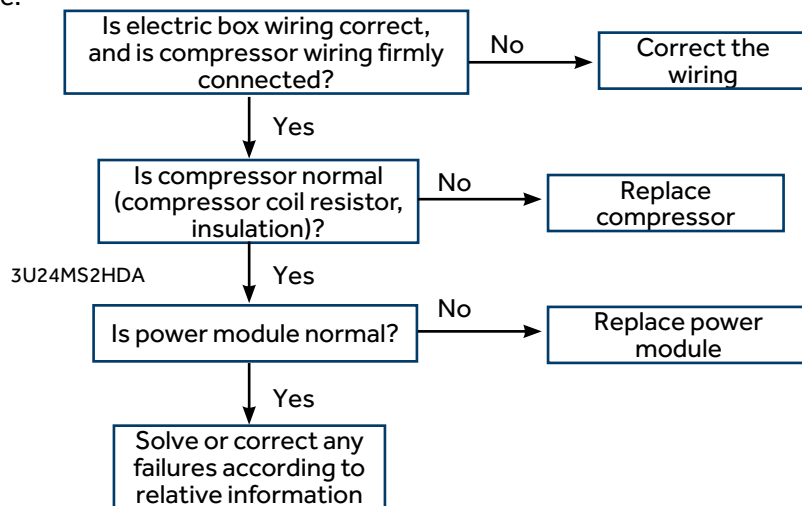 e.
Is electric box wiring correct,
and is compressor wiring firmly
connected?
No
Correct the
wiring
Yes
Is compressor normal
(compressor coil resistor,
insulation)?
No
Replace
compressor
3U24MS2HDA
Yes
Is power module normal?
No
Replace power
module
Yes
Solve or correct any
failures according to
relative information